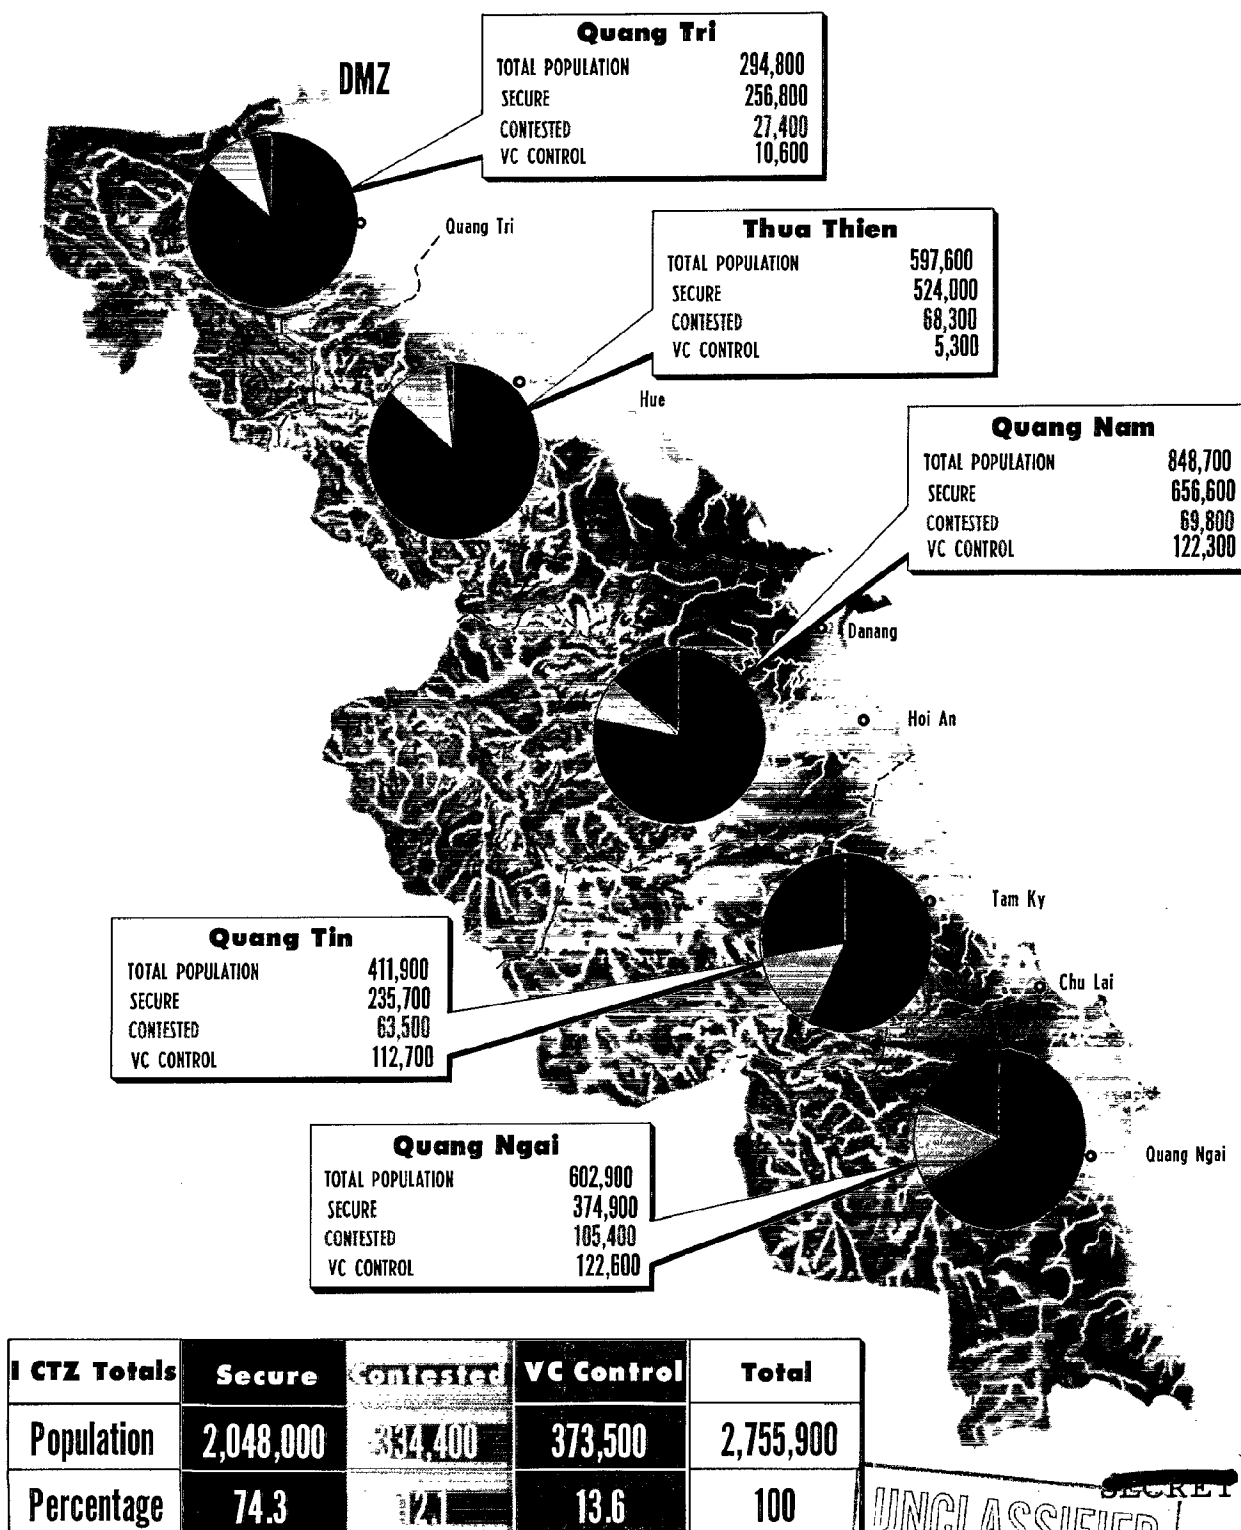 DMZ
Quang Tri
TOTAL POPULATION 294,800
SECURE 256,800
CONTESTED 27,400
VC CONTROL 10,600
Quang Tri
Thua Thien
TOTAL POPULATION 597,600
SECURE 524,000
CONTESTED 68,300
VC CONTROL 5,300
Hue
Quang Nam
TOTAL POPULATION 848,700
SECURE 656,600
CONTESTED 69,800
VC CONTROL 122,300
Danang
Hoi An
Tam Ky
Quang Tin
TOTAL POPULATION 411,900
SECURE 235,700
CONTESTED 63,500
VC CONTROL 112,700
Chu Lai
Quang Ngai
TOTAL POPULATION 602,900
SECURE 374,900
CONTESTED 105,400
VC CONTROL 122,600
Quang Ngai
I CTZ Totals Secure Contested VC Control Total
Population 2,048,000 334,400 373,500 2,755,900
Percentage 74.3 12.1 13.6 100
SECRET
UNCLASSIFIED